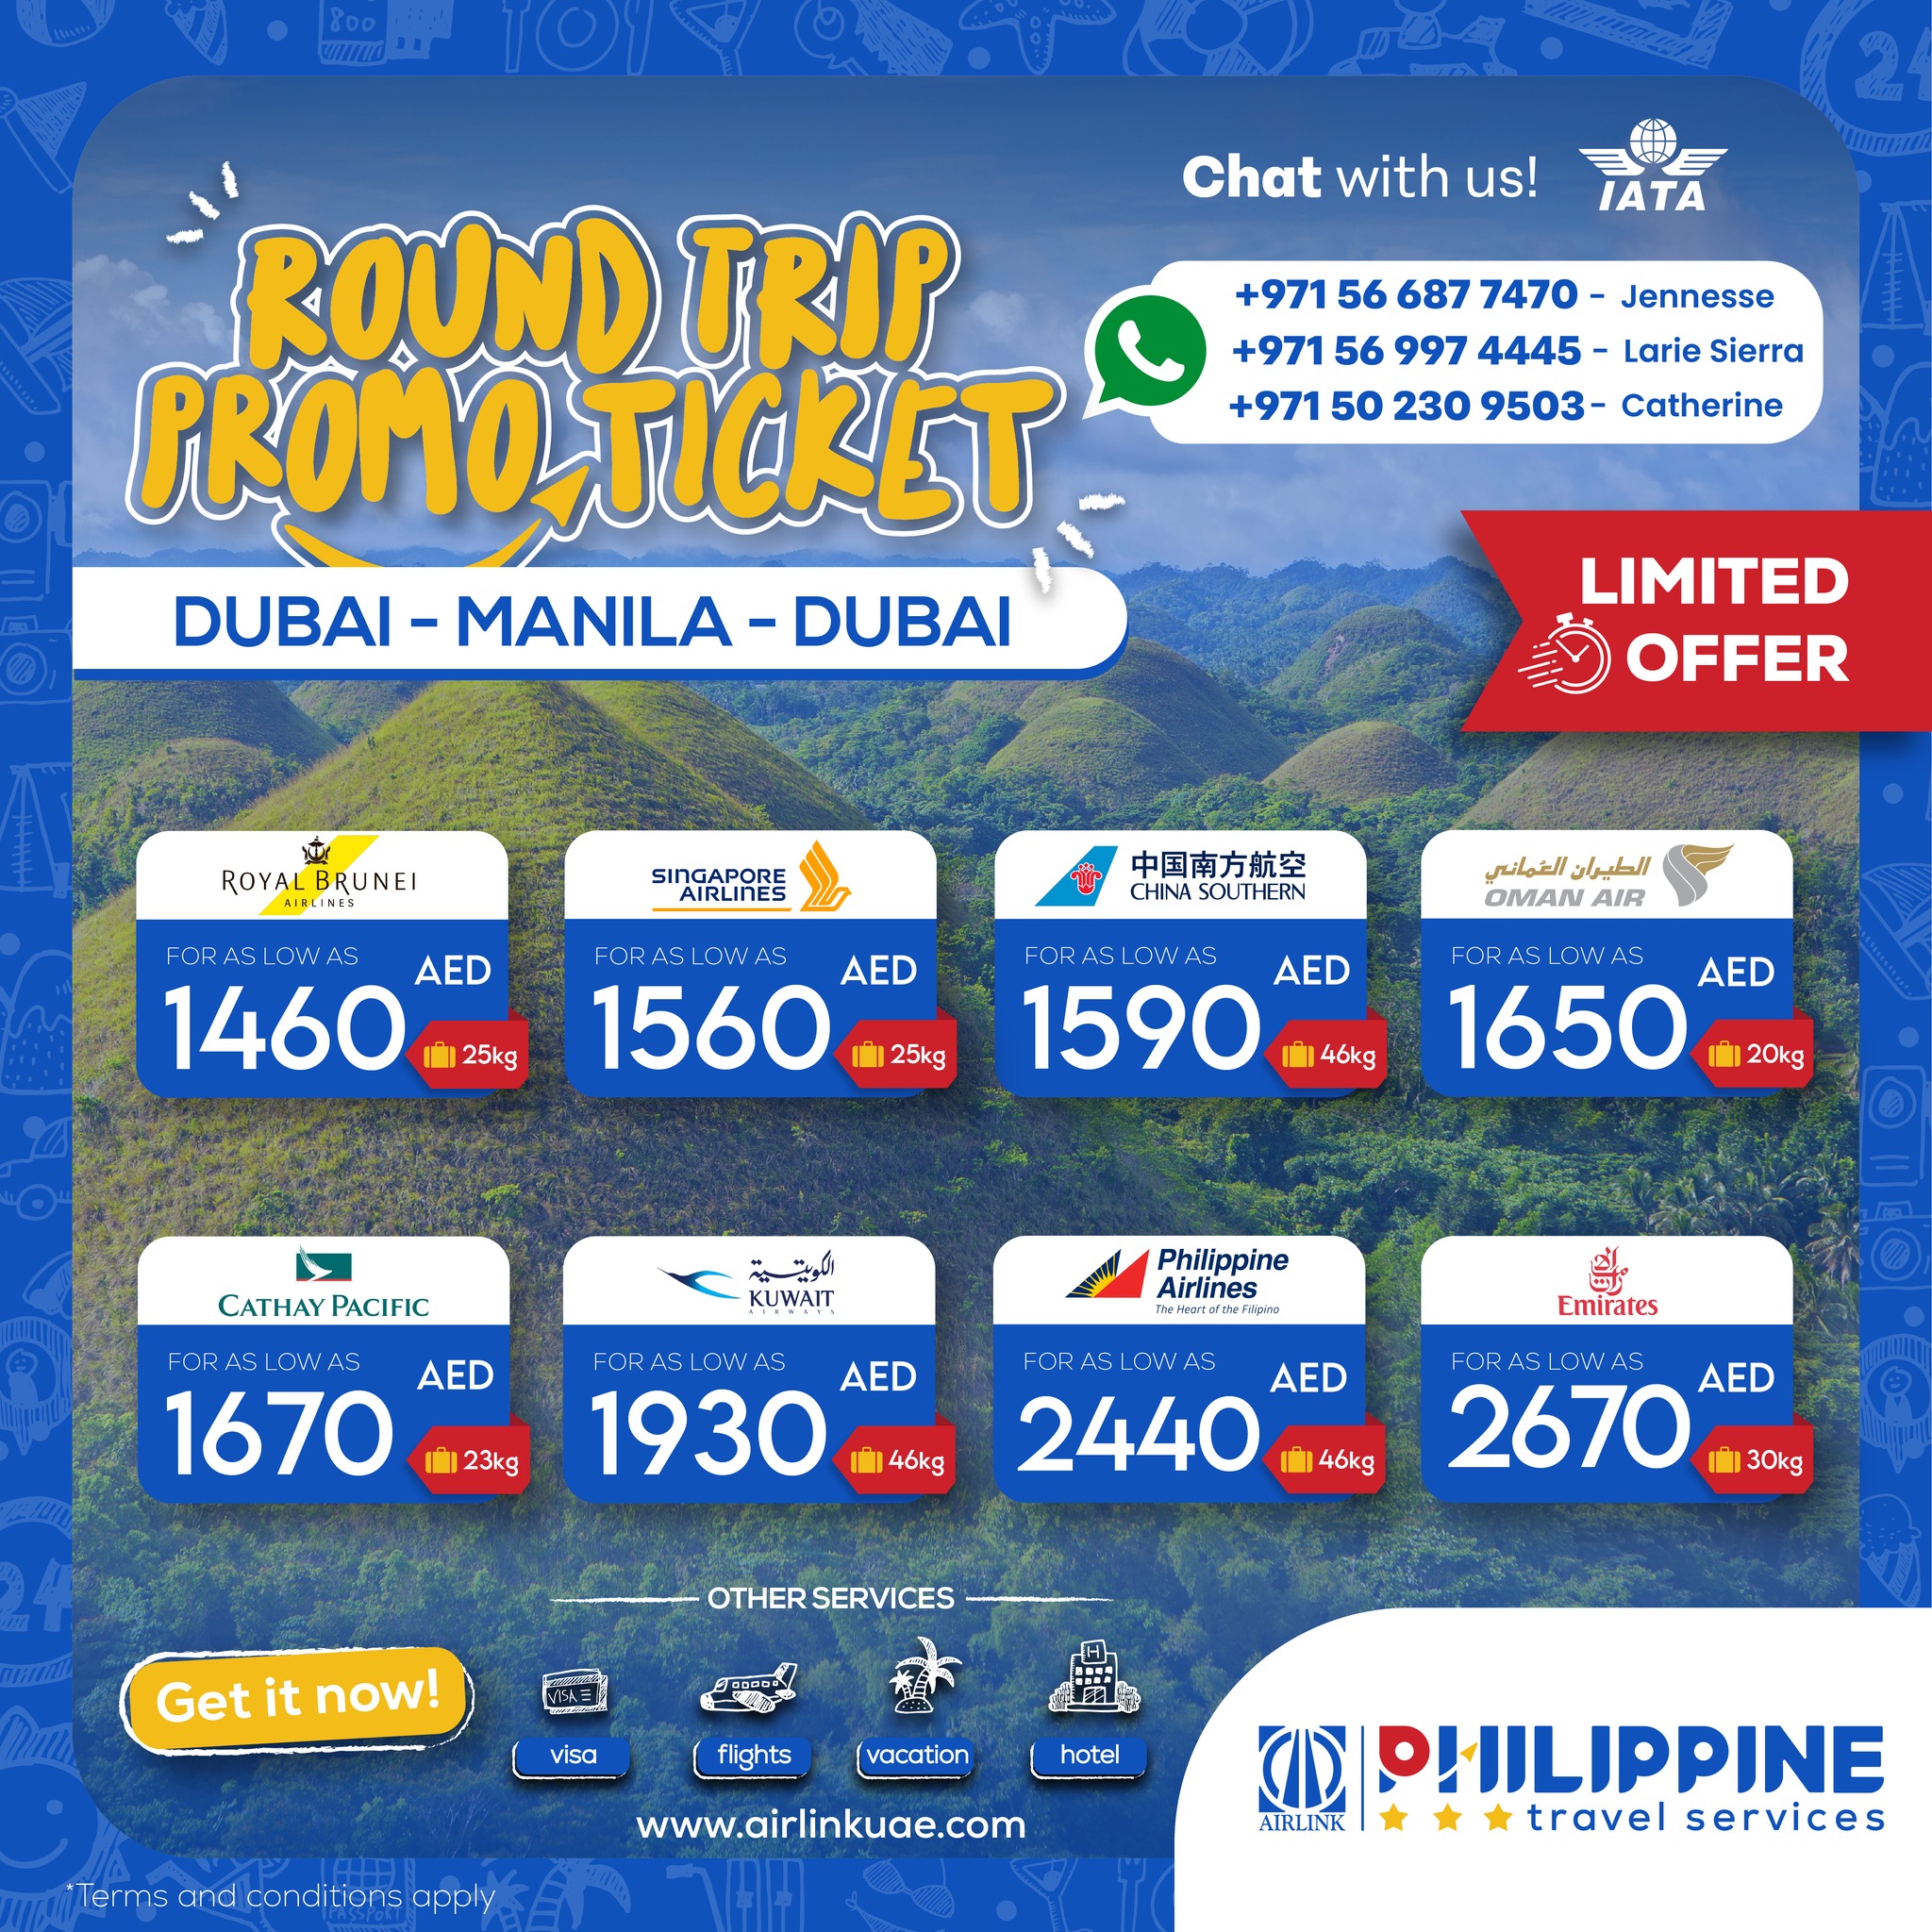 ROUND TRIP
PROMO TICKET
DUBAI - MANILA - DUBAI
Chat with us!
IATA
+971 56 687 7470 - Jennesse
+971 56 997 4445 - Larie Sierra
+971 50 230 9503 - Catherine
LIMITED
OFFER
ROYAL BRUNEI
AIRLINES
FOR AS LOW AS
AED
1460
25kg
SINGAPORE
AIRLINES
FOR AS LOW AS
AED
1560
25kg
中国南方航空
CHINA SOUTHERN
FOR AS LOW AS
AED
1590
46kg
الطيران العُماني
OMAN AIR
FOR AS LOW AS
AED
1650
20kg
CATHAY PACIFIC
FOR AS LOW AS
AED
1670
23kg
الكويتية
KUWAIT
AIRWAYS
FOR AS LOW AS
AED
1930
46kg
Philippine
Airlines
The Heart of the Filipino
FOR AS LOW AS
AED
2440
46kg
Emirates
FOR AS LOW AS
AED
2670
30kg
OTHER SERVICES
Get it now!
VISA
H
visa
flights
vacation
hotel
www.airlinkuae.com
AIRLINK
PHILIPPINE
travel services
*Terms and conditions apply
PASSPORT
24
24